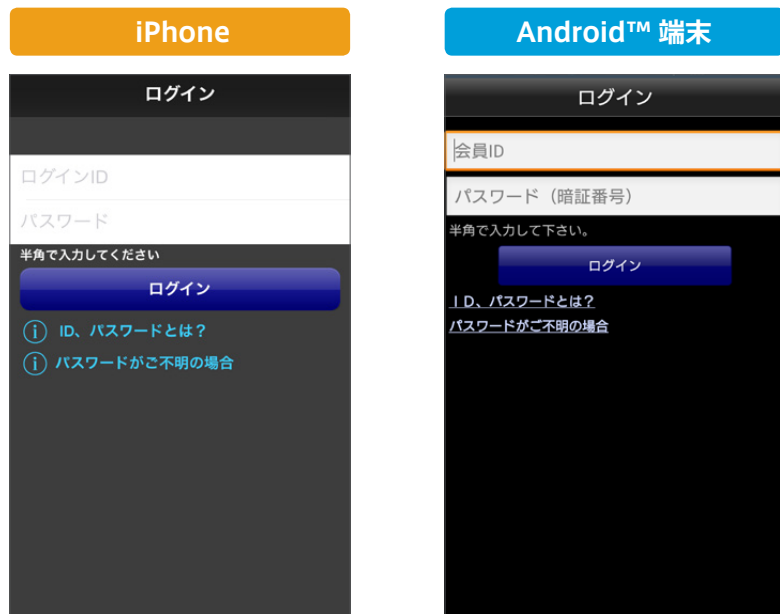 iPhone
ログイン
ログインID
パスワード
半角で入力してください
ログイン
ID、パスワードとは?
パスワードがご不明の場合
Android™ 端末
ログイン
会員ID
パスワード（暗証番号）
半角で入力して下さい。
ログイン
ＩＤ、パスワードとは?
パスワードがご不明の場合